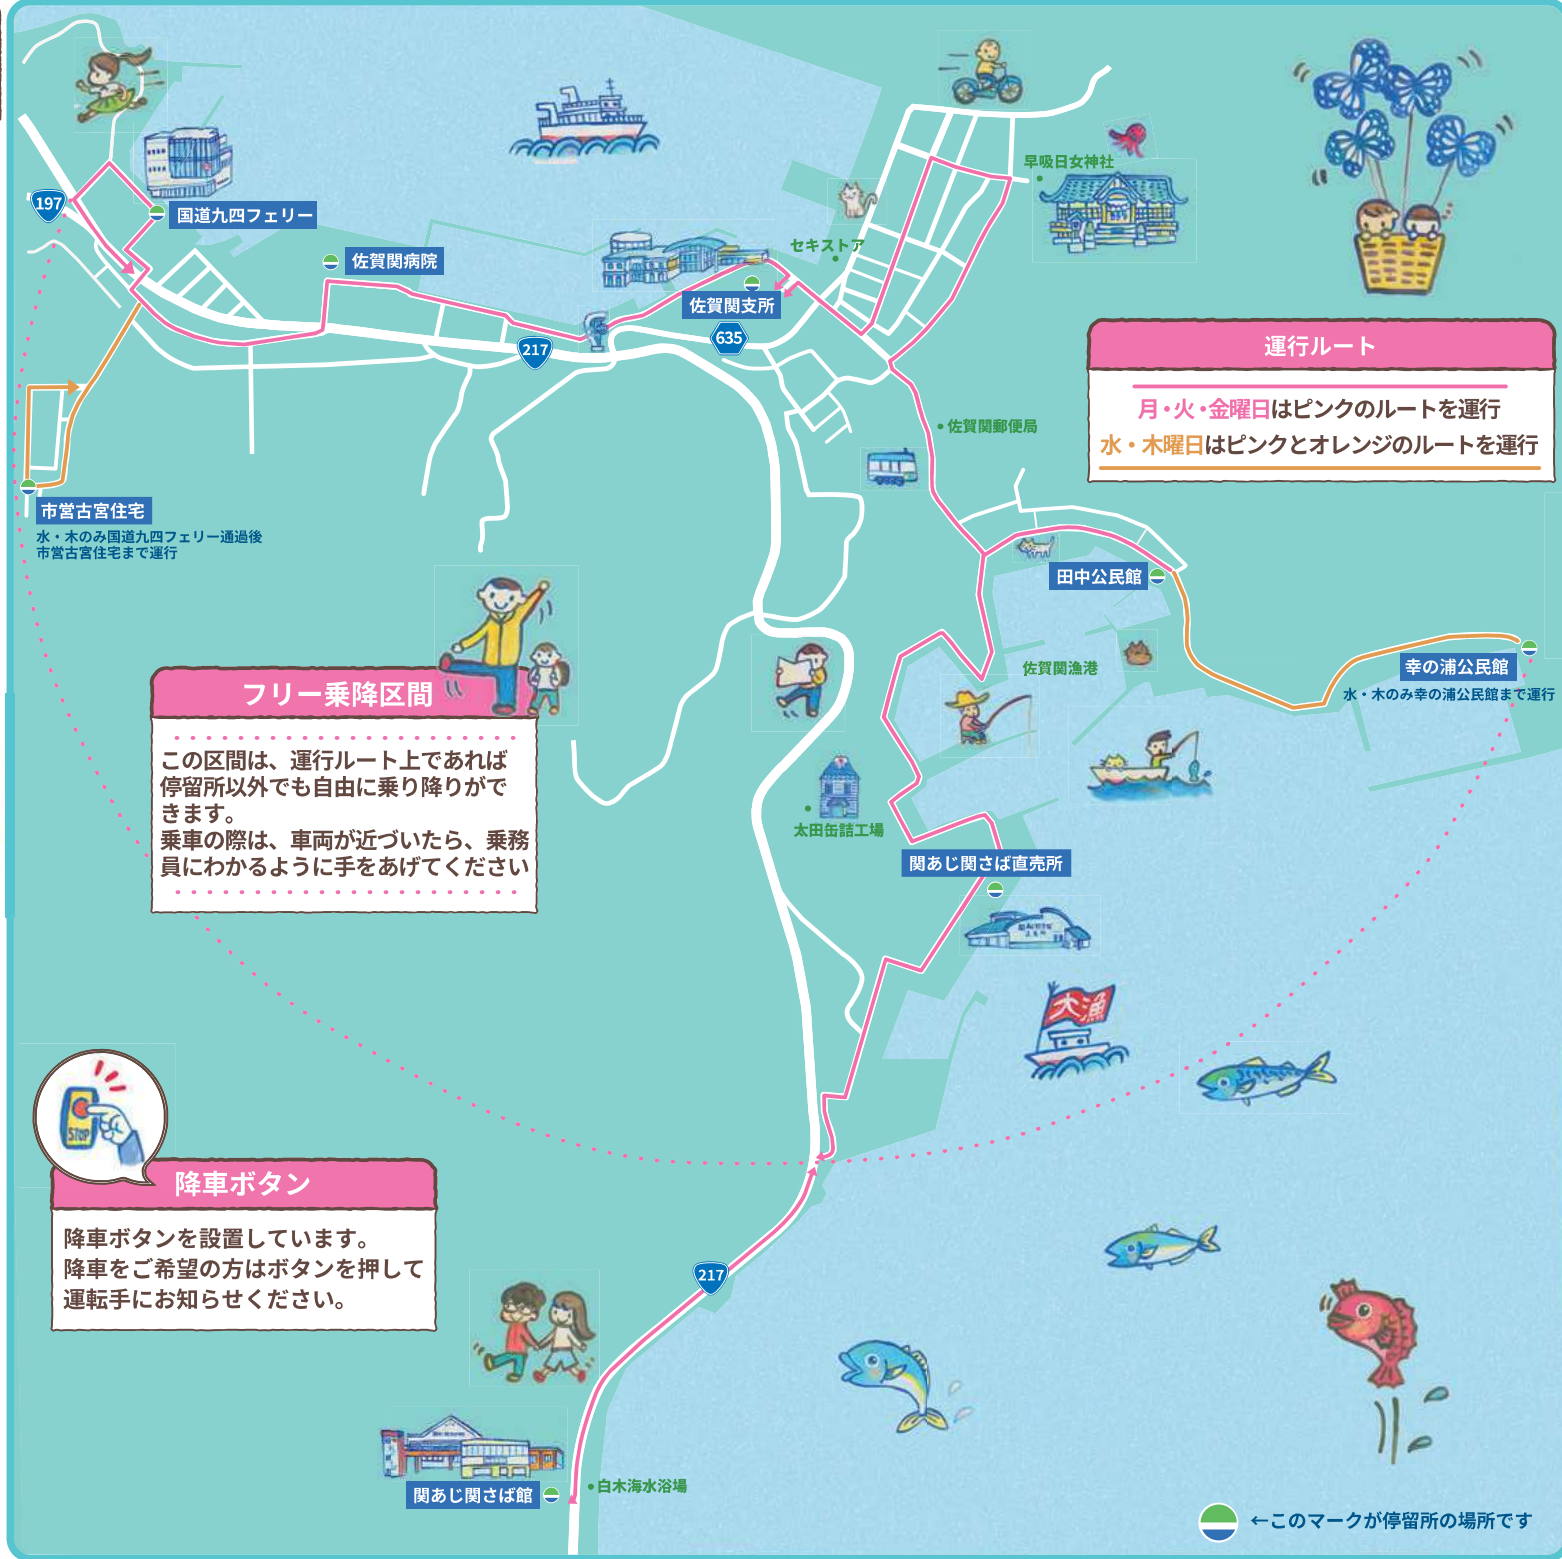 197
国道九四フェリー
佐賀関病院
セキストア
早吸日女神社
佐賀関支所
635
217
運行ルート
月・火・金曜日はピンクのルートを運行
水・木曜日はピンクとオレンジのルートを運行
佐賀関郵便局
市営古宮住宅
水・木のみ国道九四フェリー通過後
市営古宮住宅まで運行
田中公民館
佐賀関漁港
幸の浦公民館
水・木のみ幸の浦公民館まで運行
フリー乗降区間
この区間は、運行ルート上であれば
停留所以外でも自由に乗り降りがで
きます。
乗車の際は、車両が近づいたら、乗務
員にわかるように手をあげてください
太田缶詰工場
関あじ関さば直売所
大漁
STOP
降車ボタン
降車ボタンを設置しています。
降車をご希望の方はボタンを押して
運転手にお知らせください。
217
関あじ関さば館
白木海水浴場
←このマークが停留所の場所です